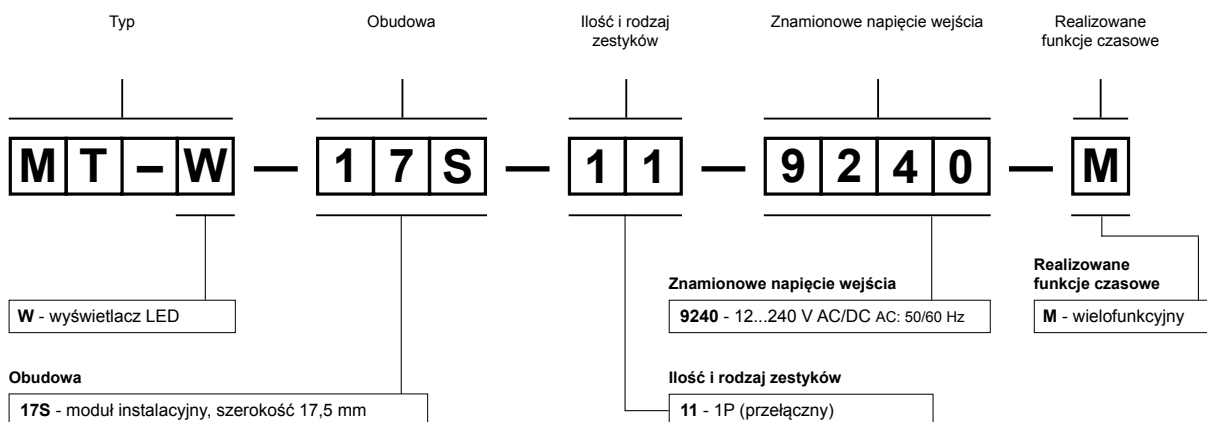 Typ
Obudowa
Ilość i rodzaj
zestyków
Znamionowe napięcie wejścia
Realizowane
funkcje czasowe
MT-W — 17S — 11 — 9240 — M
W - wyświetlacz LED
Obudowa
17S - moduł instalacyjny, szerokość 17,5 mm
Znamionowe napięcie wejścia
9240 - 12...240 V AC/DC AC: 50/60 Hz
Ilość i rodzaj zestyków
11 - 1P (przełączny)
Realizowane
funkcje czasowe
M - wielofunkcyjny